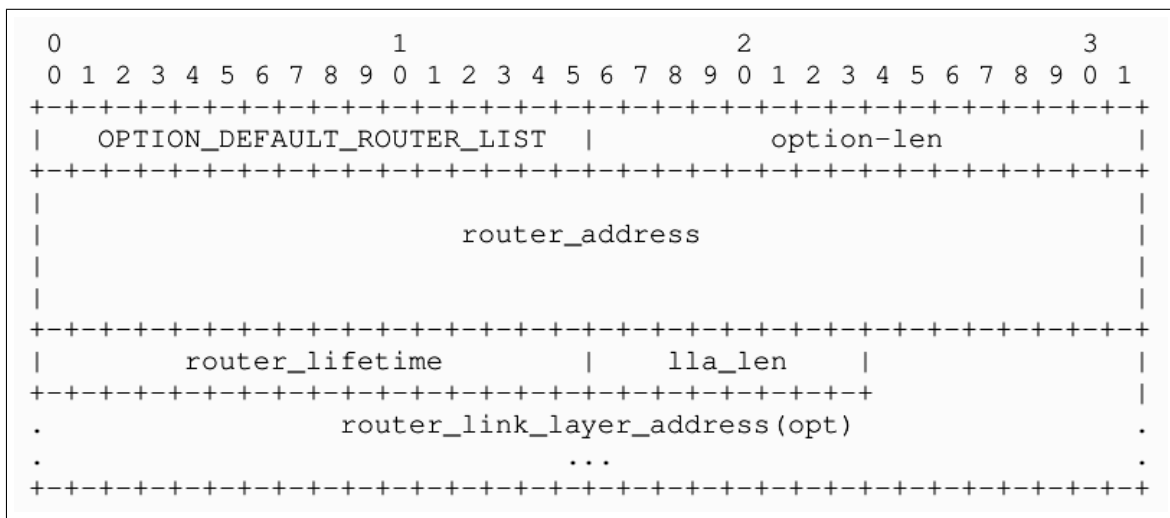 0                   1                   2                   3
 0 1 2 3 4 5 6 7 8 9 0 1 2 3 4 5 6 7 8 9 0 1 2 3 4 5 6 7 8 9 0 1
+-+-+-+-+-+-+-+-+-+-+-+-+-+-+-+-+-+-+-+-+-+-+-+-+-+-+-+-+-+-+-+-+
|   OPTION_DEFAULT_ROUTER_LIST  |          option-len           |
+-+-+-+-+-+-+-+-+-+-+-+-+-+-+-+-+-+-+-+-+-+-+-+-+-+-+-+-+-+-+-+-+
|                                                               |
|                        router_address                         |
|                                                               |
|                                                               |
+-+-+-+-+-+-+-+-+-+-+-+-+-+-+-+-+-+-+-+-+-+-+-+-+-+-+-+-+-+-+-+-+
|        router_lifetime        |    lla_len    |               |
+-+-+-+-+-+-+-+-+-+-+-+-+-+-+-+-+-+-+-+-+-+-+-+-+               |
.                 router_link_layer_address(opt)                .
.                              ...                              .
+-+-+-+-+-+-+-+-+-+-+-+-+-+-+-+-+-+-+-+-+-+-+-+-+-+-+-+-+-+-+-+-+